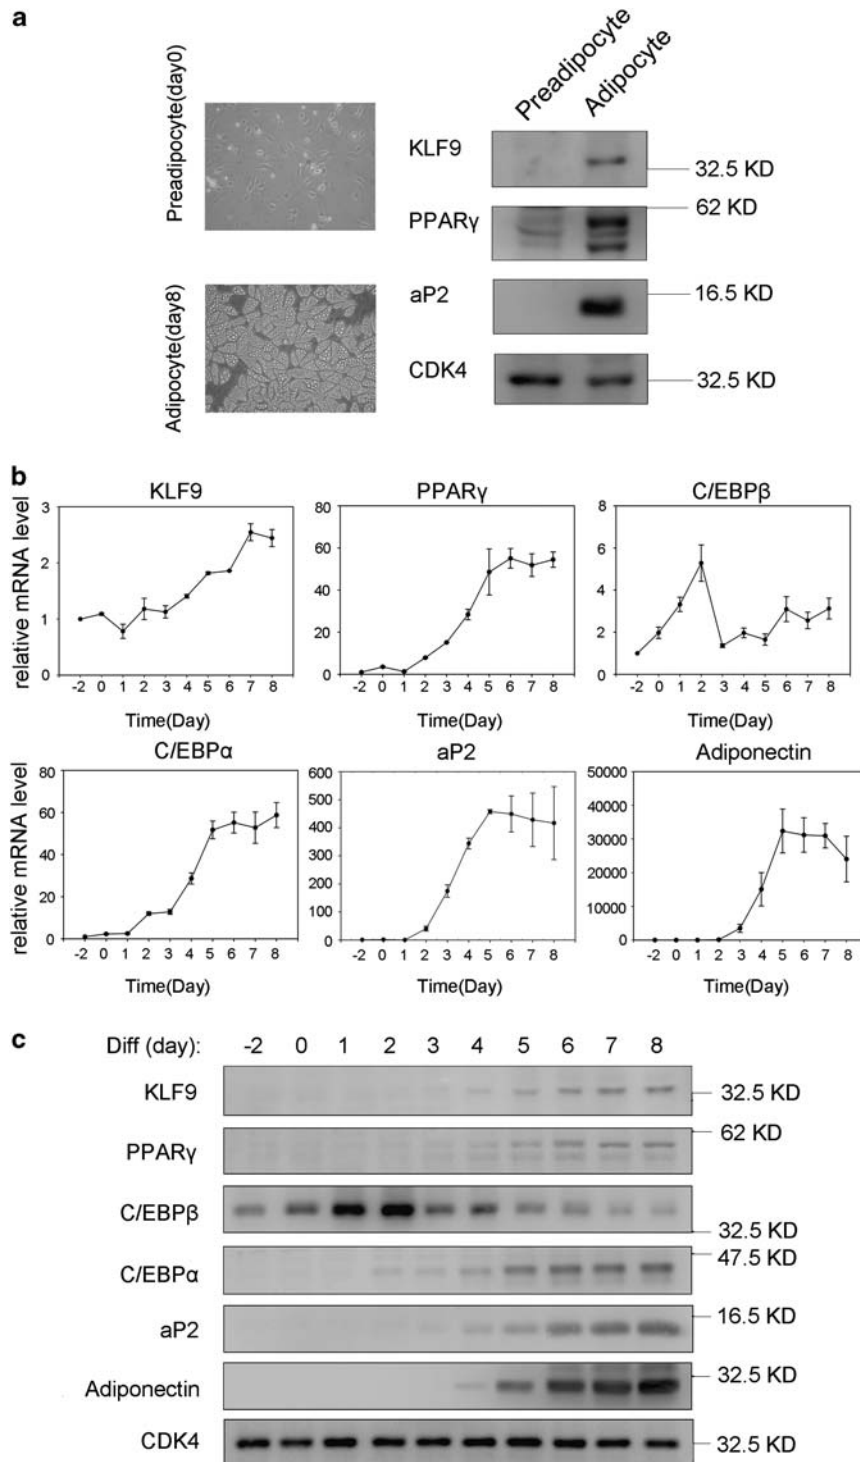 a
Preadipocyte(day0)
Adipocyte(day8)
Preadipocyte
Adipocyte
KLF9
32.5 KD
62 KD
PPARγ
aP2
16.5 KD
CDK4
32.5 KD
b
KLF9
PPARγ
C/EBPβ
relative mRNA level
3
2
1
0
-2 0 1 2 3 4 5 6 7 8
Time(Day)
80
60
40
20
0
-2 0 1 2 3 4 5 6 7 8
Time(Day)
8
6
4
2
0
-2 0 1 2 3 4 5 6 7 8
Time(Day)
C/EBPα
aP2
Adiponectin
relative mRNA level
80
60
40
20
0
-2 0 1 2 3 4 5 6 7 8
Time(Day)
600
500
400
300
200
100
0
-2 0 1 2 3 4 5 6 7 8
Time(Day)
50000
40000
30000
20000
10000
0
-2 0 1 2 3 4 5 6 7 8
Time(Day)
c
Diff (day): -2 0 1 2 3 4 5 6 7 8
KLF9
32.5 KD
62 KD
PPARγ
C/EBPβ
32.5 KD
47.5 KD
C/EBPα
16.5 KD
aP2
32.5 KD
Adiponectin
CDK4
32.5 KD